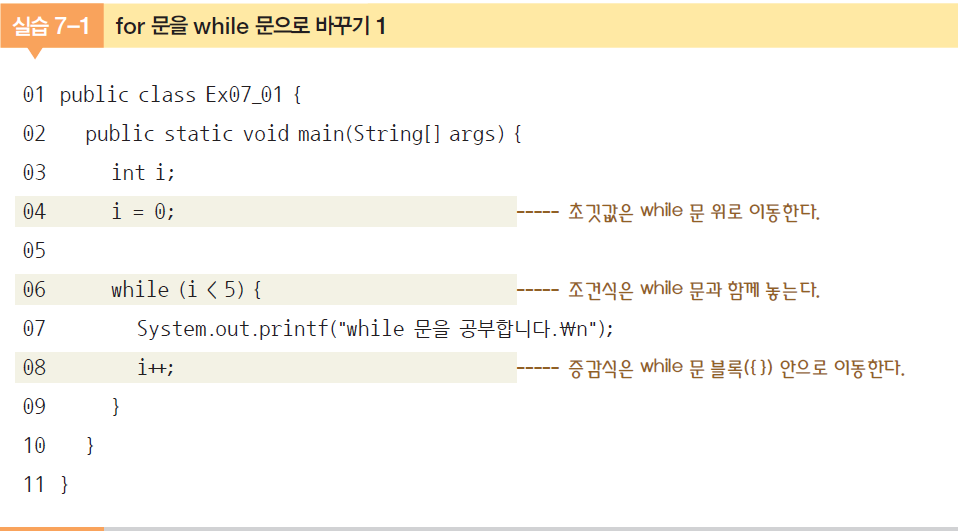 실습 7-1 for 문을 while 문으로 바꾸기 1
01 public class Ex07_01 {
02 public static void main(String[] args) {
03 int i;
04 i = 0; ----- 초깃값은 while 문 위로 이동한다.
05
06 while (i < 5) { ----- 조건식은 while 문과 함께 놓는다.
07 System.out.printf("while 문을 공부합니다.₩n");
08 i++; ----- 증감식은 while 문 블록({ }) 안으로 이동한다.
09 }
10 }
11 }